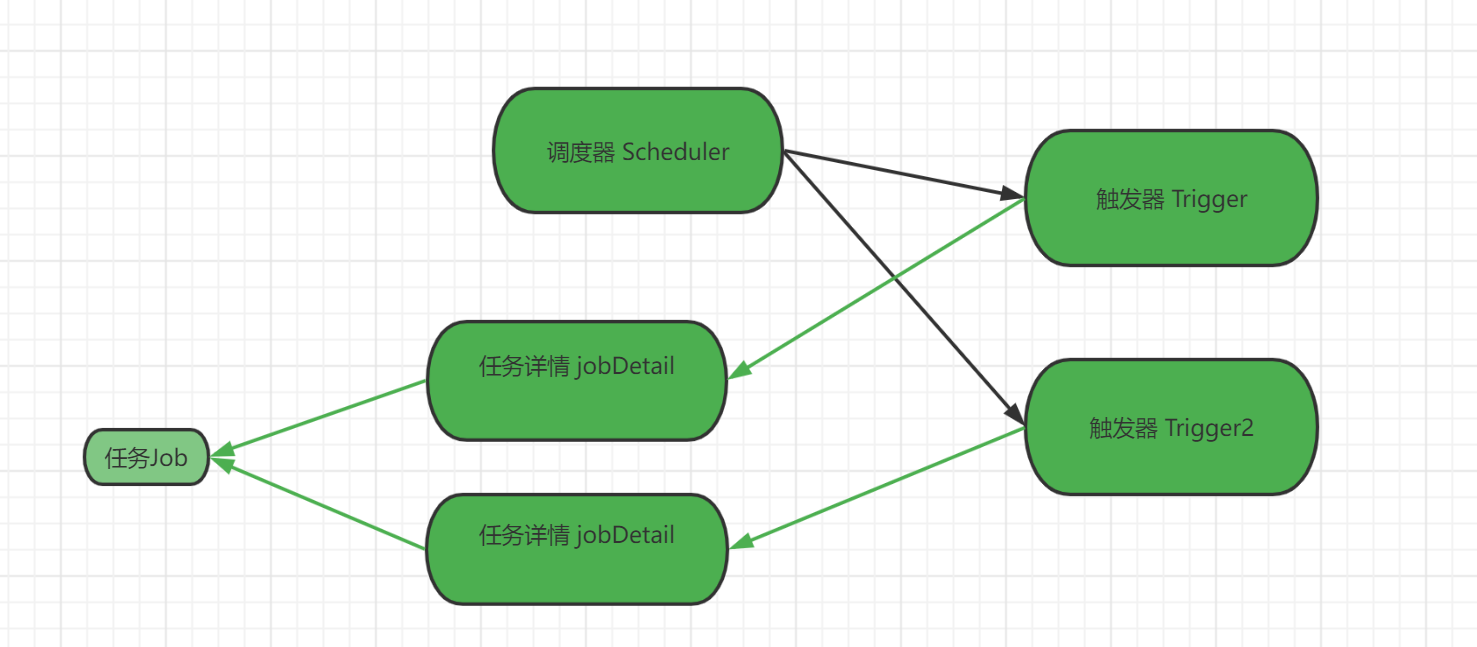 调度器 Scheduler
触发器 Trigger
任务详情 jobDetail
触发器 Trigger2
任务Job
任务详情 jobDetail